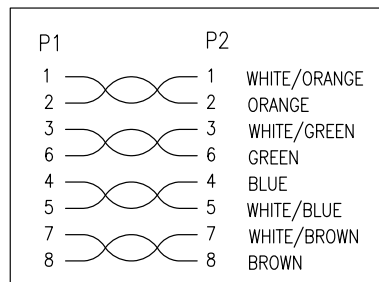 P1 P2
1 1 WHITE/ORANGE
2 2 ORANGE
3 3 WHITE/GREEN
6 6 GREEN
4 4 BLUE
5 5 WHITE/BLUE
7 7 WHITE/BROWN
8 8 BROWN